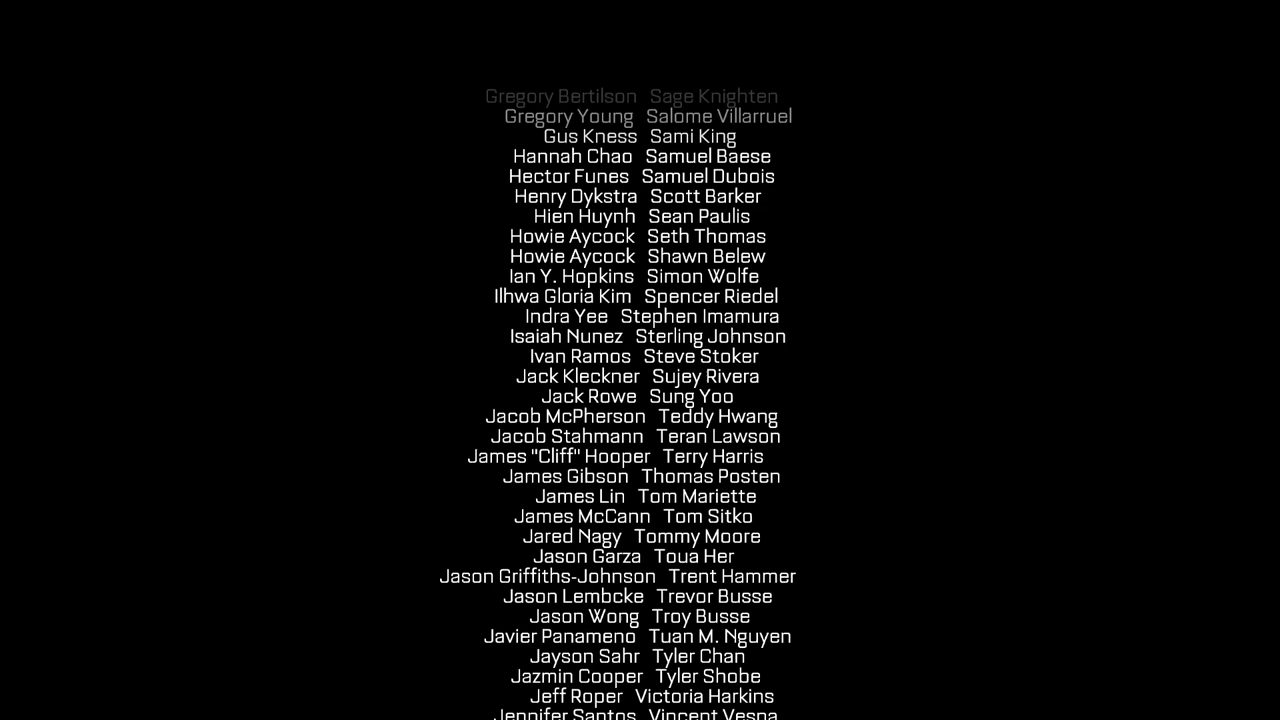 Gregory Bertilson Sage Knighten
Gregory Young Salome Villarruel
Gus Kness Sami King
Hannah Chao Samuel Baese
Hector Funes Samuel Dubois
Henry Dykstra Scott Barker
Hien Huynh Sean Paulis
Howie Aycock Seth Thomas
Howie Aycock Shawn Belew
Ian Y. Hopkins Simon Wolfe
Ilhwa Gloria Kim Spencer Riedel
Indra Yee Stephen Imamura
Isaiah Nunez Sterling Johnson
Ivan Ramos Steve Stoker
Jack Kleckner Sujey Rivera
Jack Rowe Sung Yoo
Jacob McPherson Teddy Hwang
Jacob Stahmann Teran Lawson
James "Cliff" Hooper Terry Harris
James Gibson Thomas Posten
James Lin Tom Mariette
James McCann Tom Sitko
Jared Nagy Tommy Moore
Jason Garza Toua Her
Jason Griffiths-Johnson Trent Hammer
Jason Lembcke Trevor Busse
Jason Wong Troy Busse
Javier Panameno Tuan M. Nguyen
Jayson Sahr Tyler Chan
Jazmin Cooper Tyler Shobe
Jeff Roper Victoria Harkins
Jennifer Santos Vincent Vespa